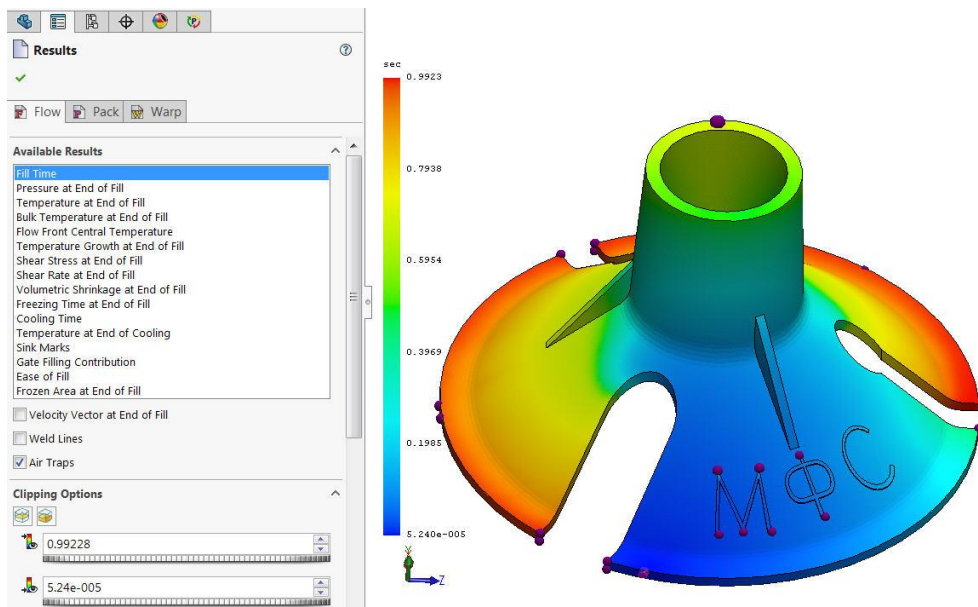 Results
Flow
Pack
Warp
Available Results
Fill Time
Pressure at End of Fill
Temperature at End of Fill
Bulk Temperature at End of Fill
Flow Front Central Temperature
Temperature Growth at End of Fill
Shear Stress at End of Fill
Shear Rate at End of Fill
Volumetric Shrinkage at End of Fill
Freezing Time at End of Fill
Cooling Time
Temperature at End of Cooling
Sink Marks
Gate Filling Contribution
Ease of Fill
Frozen Area at End of Fill
Velocity Vector at End of Fill
Weld Lines
Air Traps
Clipping Options
0.99228
5.24e-005
sec
0.9923
0.7938
0.5954
0.3969
0.1985
5.240e-005
Y
Z
МФС